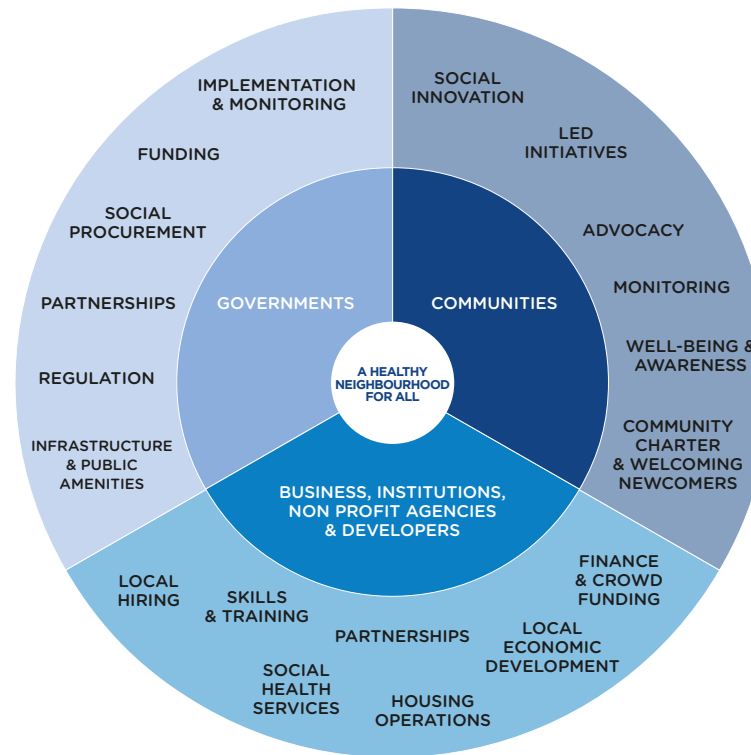 IMPLEMENTATION
& MONITORING
FUNDING
SOCIAL
PROCUREMENT
PARTNERSHIPS
REGULATION
INFRASTRUCTURE
& PUBLIC
AMENITIES
GOVERNMENTS
SOCIAL
INNOVATION
LED
INITIATIVES
ADVOCACY
MONITORING
WELL-BEING &
AWARENESS
COMMUNITY
CHARTER
& WELCOMING
NEWCOMERS
COMMUNITIES
A HEALTHY
NEIGHBOURHOOD
FOR ALL
BUSINESS, INSTITUTIONS,
NON PROFIT AGENCIES
& DEVELOPERS
LOCAL
HIRING
SKILLS
& TRAINING
SOCIAL
HEALTH
SERVICES
PARTNERSHIPS
HOUSING
OPERATIONS
LOCAL
ECONOMIC
DEVELOPMENT
FINANCE
& CROWD
FUNDING